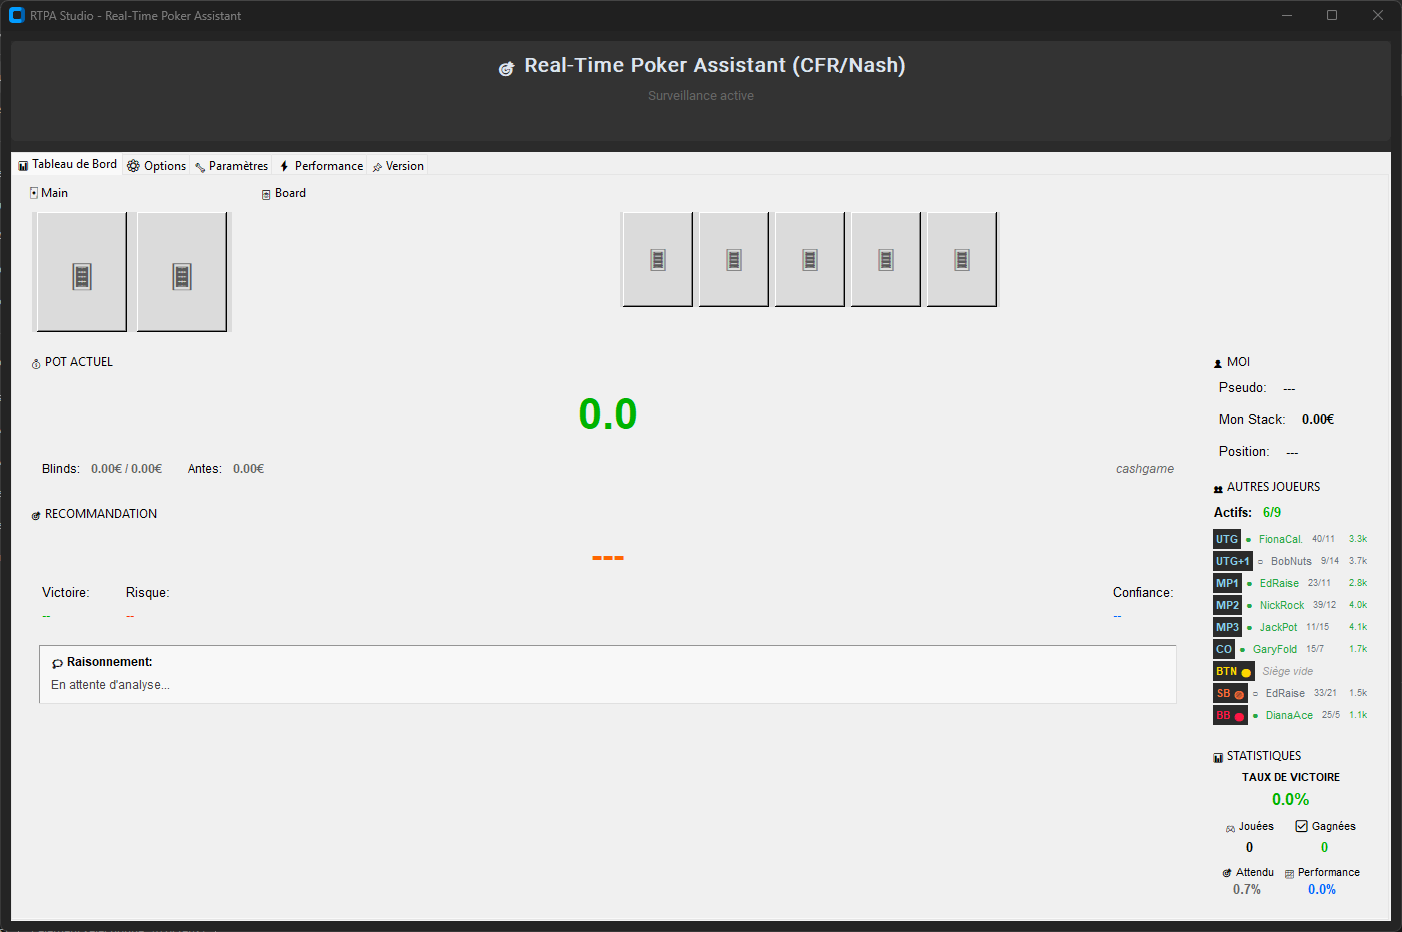 RTPA Studio - Real-Time Poker Assistant
Real-Time Poker Assistant (CFR/Nash)
Surveillance active
Tableau de Bord Options Paramètres Performance Version
Main Board
POT ACTUEL
0.0
Blinds: 0.00€ / 0.00€ Antes: 0.00€ cashgame
RECOMMANDATION
---
Victoire: Risque: Confiance:
-- -- --
Raisonnement:
En attente d'analyse...
MOI
Pseudo: ---
Mon Stack: 0.00€
Position: ---
AUTRES JOUEURS
Actifs: 6/9
UTG ● FionaCal. 40/11 3.3k
UTG+1 ○ BobNuts 9/14 3.7k
MP1 ● EdRaise 23/11 2.8k
MP2 ● NickRock 39/12 4.0k
MP3 ● JackPot 11/15 4.1k
CO ● GaryFold 15/7 1.7k
BTN Siège vide
SB ○ EdRaise 33/21 1.5k
BB ● DianaAce 25/5 1.1k
STATISTIQUES
TAUX DE VICTOIRE
0.0%
Jouées Gagnées
0 0
Attendu Performance
0.7% 0.0%